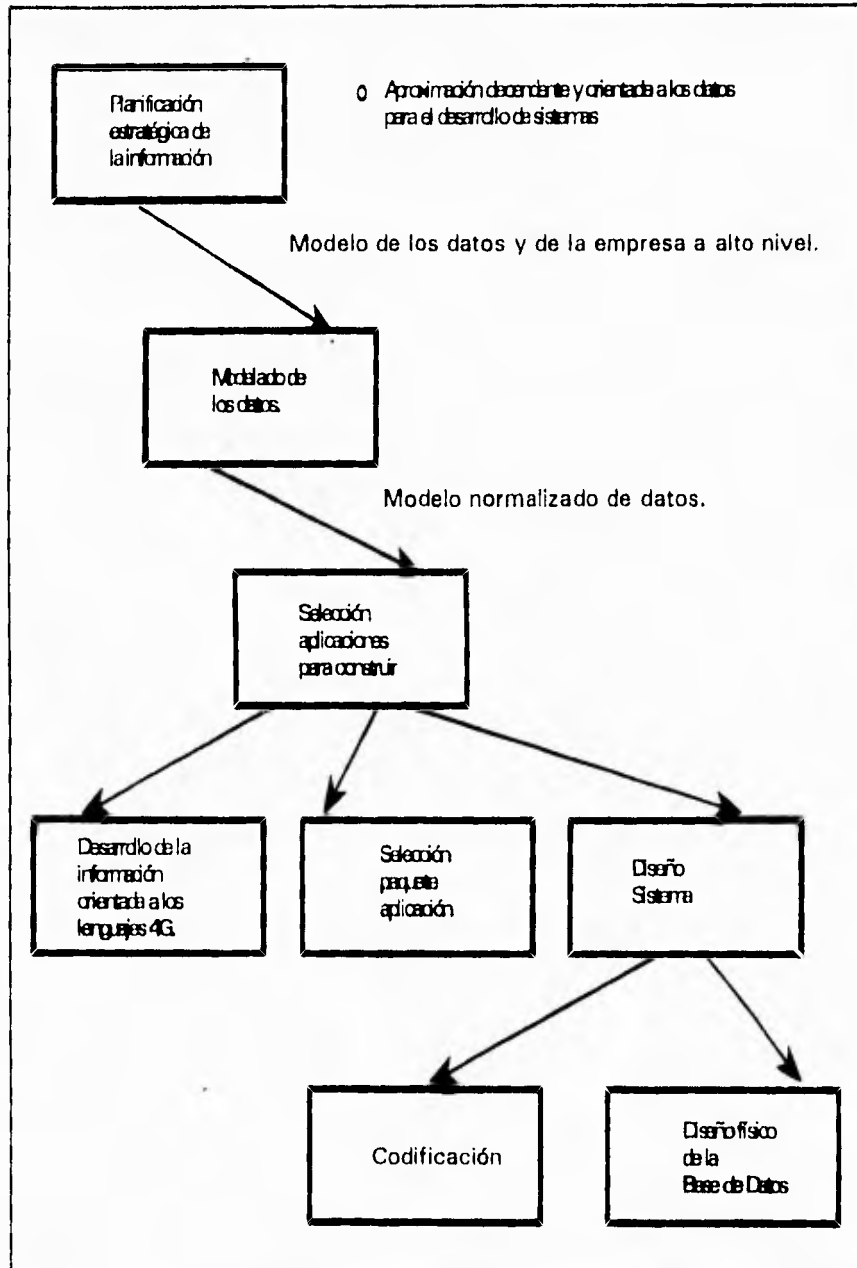 Planificación
estratégica de
la información
o Aproximación decendente y orientada a los datos
para el desarrollo de sistemas
Modelo de los datos y de la empresa a alto nivel.
Modelado de
los datos.
Modelo normalizado de datos.
Selección
aplicaciones
para construir
Desarrollo de la
información
orientada a los
lenguajes 4G.
Selección
paquete
aplicación
Diseño
Sistema
Codificación
Diseño físico
de la
Base de Datos